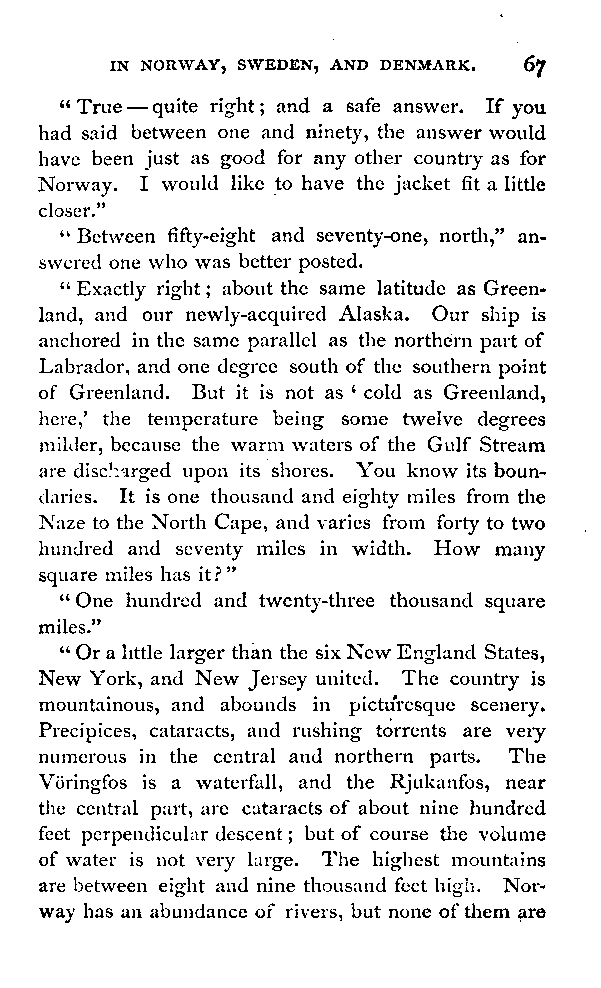 IN NORWAY, SWEDEN, AND DENMARK. 67
“ True — quite right ; and a safe answer. If you
had said between one and ninety, the answer would
have been just as good for any other country as for
Norway. I would like to have the jacket fit a little
closer.”
“ Between fifty-eight and seventy-one, north,” an-
swered one who was better posted.
“ Exactly right ; about the same latitude as Green-
land, and our newly-acquired Alaska. Our ship is
anchored in the same parallel as the northern part of
Labrador, and one degree south of the southern point
of Greenland. But it is not as ‘ cold as Greenland,
here,’ the temperature being some twelve degrees
milder, because the warm waters of the Gulf Stream
are discharged upon its shores. You know its boun-
daries. It is one thousand and eighty miles from the
Naze to the North Cape, and varies from forty to two
hundred and seventy miles in width. How many
square miles has it ? ”
“ One hundred and twenty-three thousand square
miles.”
“ Or a little larger than the six New England States,
New York, and New Jersey united. The country is
mountainous, and abounds in picturesque scenery.
Precipices, cataracts, and rushing torrents are very
numerous in the central and northern parts. The
Vöringfos is a waterfall, and the Rjukanfos, near
the central part, are cataracts of about nine hundred
feet perpendicular descent ; but of course the volume
of water is not very large. The highest mountains
are between eight and nine thousand feet high. Nor-
way has an abundance of rivers, but none of them are